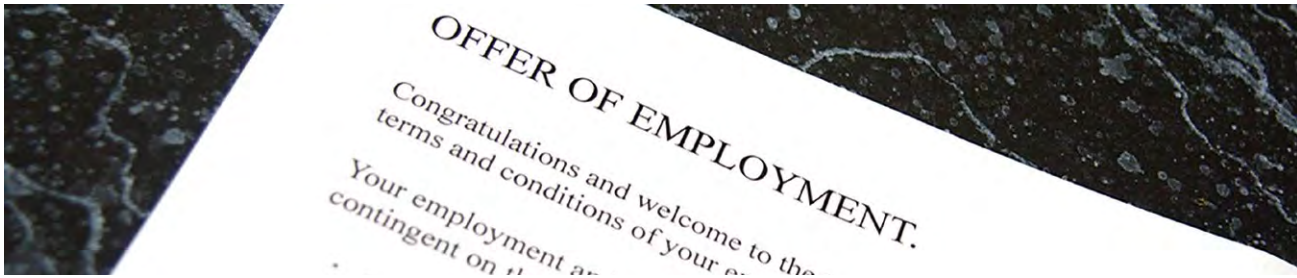 OFFER OF EMPLOYMENT.
Congratulations and welcome to the
terms and conditions of your
Your employment
contingent on